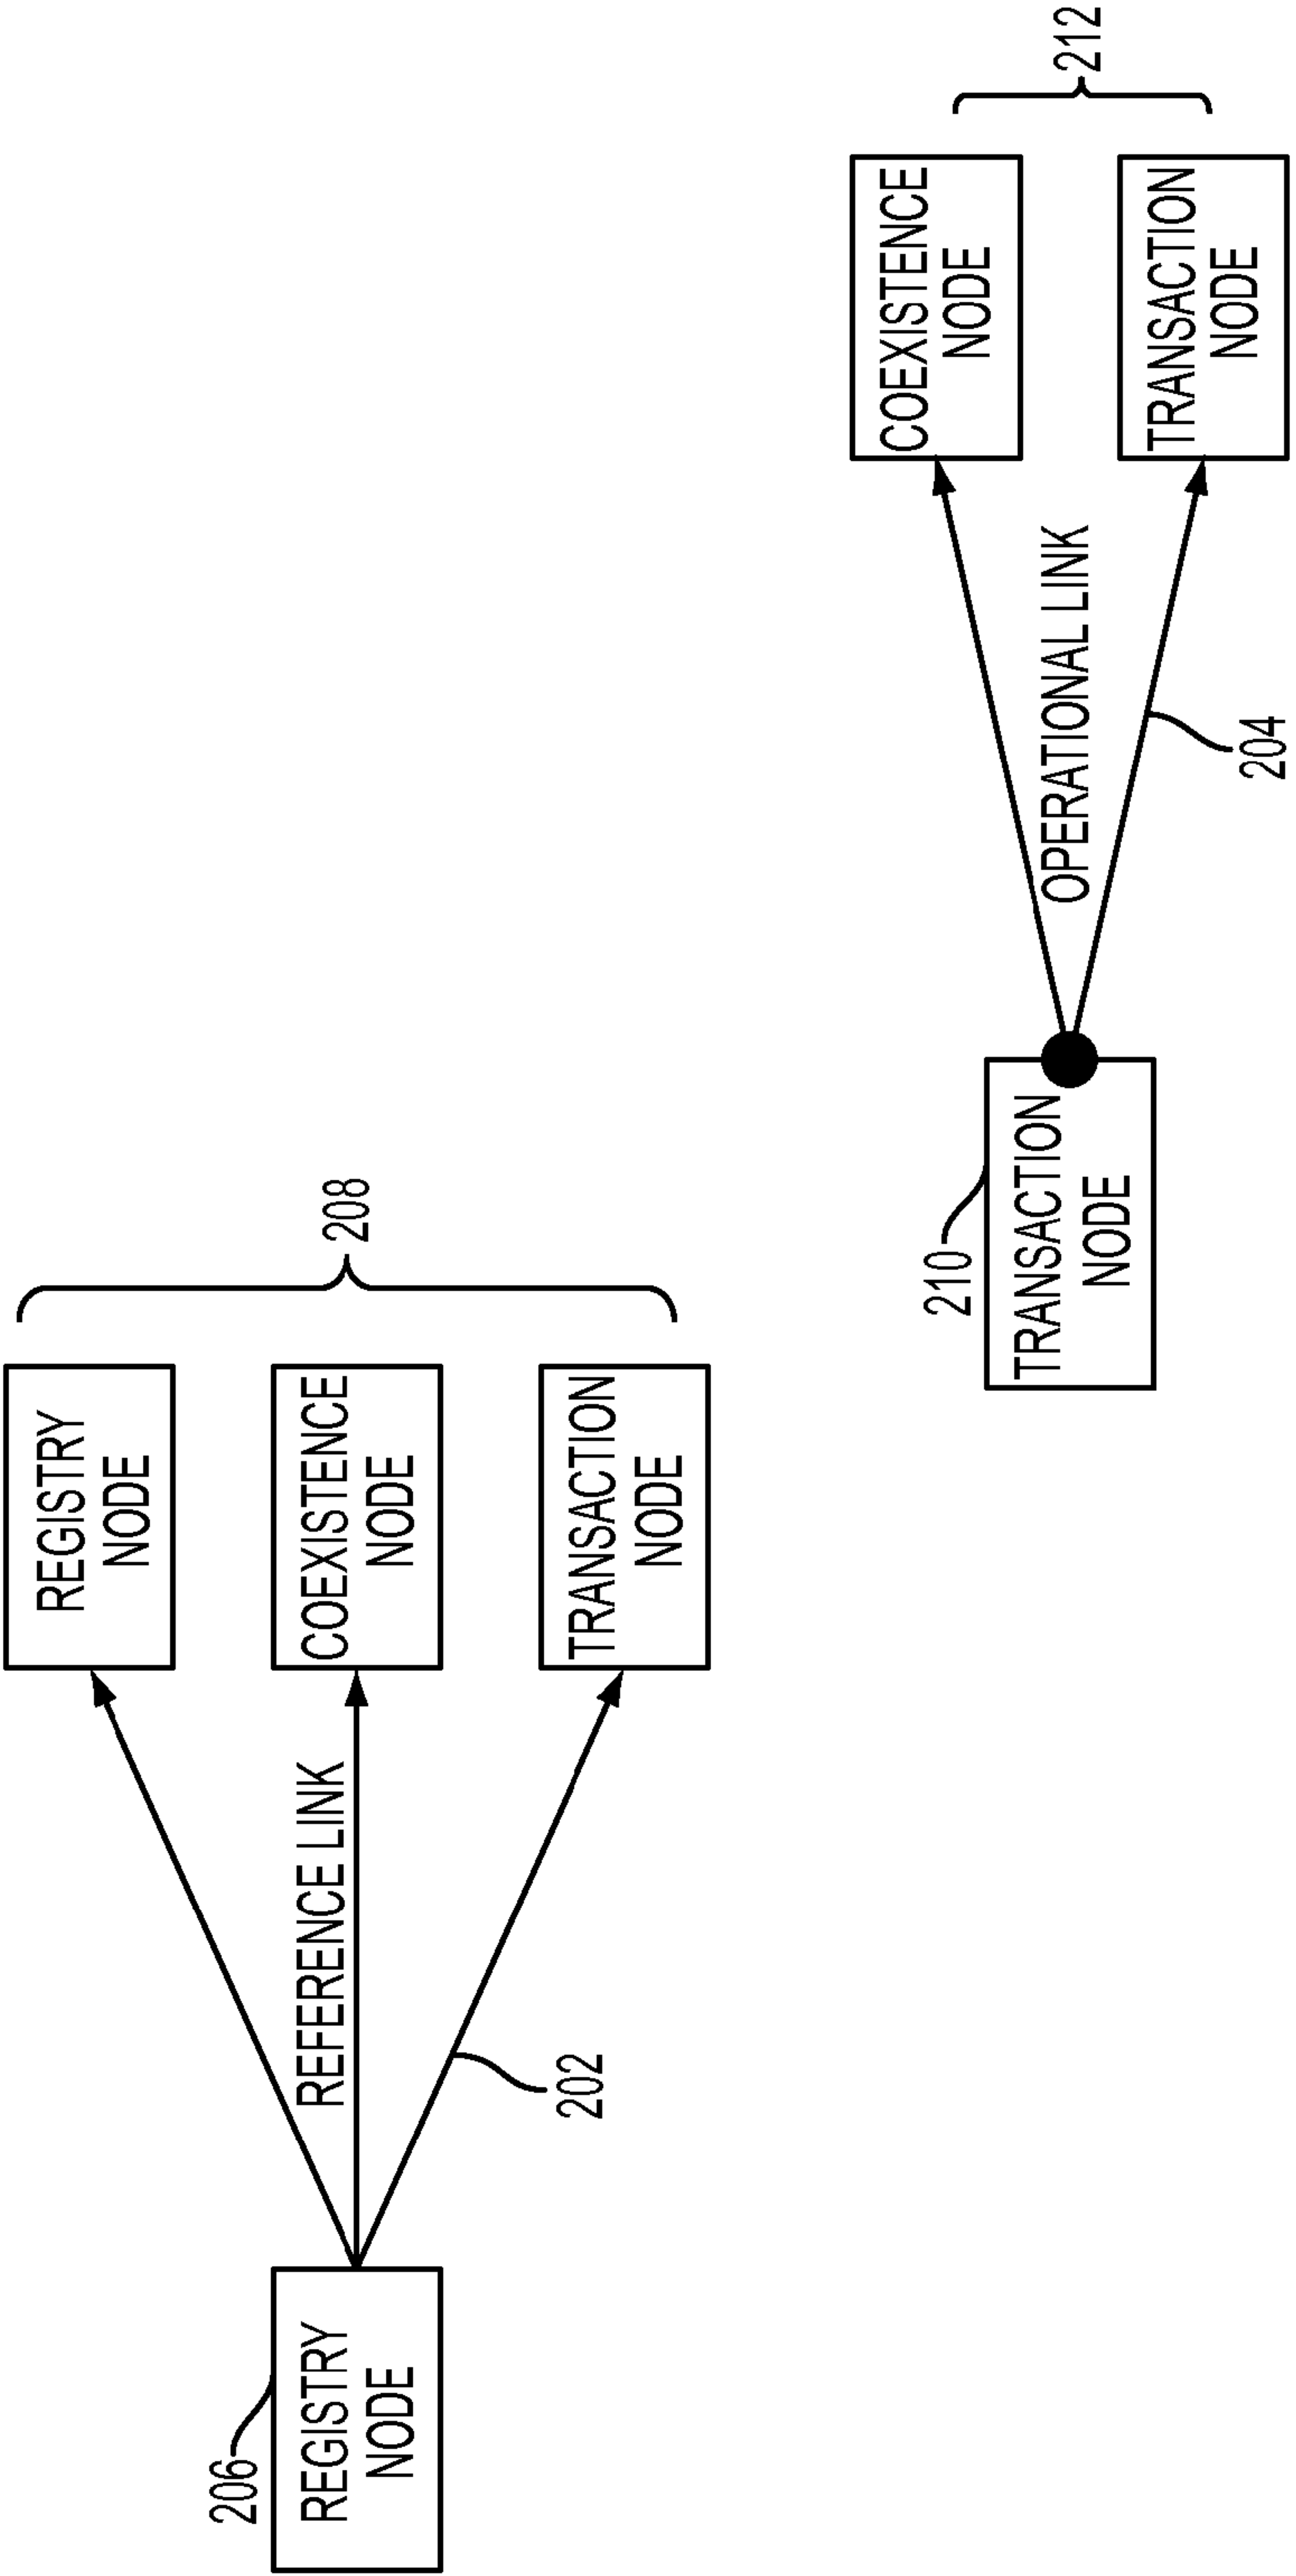 206
REGISTRY
NODE
REFERENCE LINK
202
REGISTRY
NODE
COEXISTENCE
NODE
TRANSACTION
NODE
208
210
TRANSACTION
NODE
OPERATIONAL LINK
204
COEXISTENCE
NODE
TRANSACTION
NODE
212